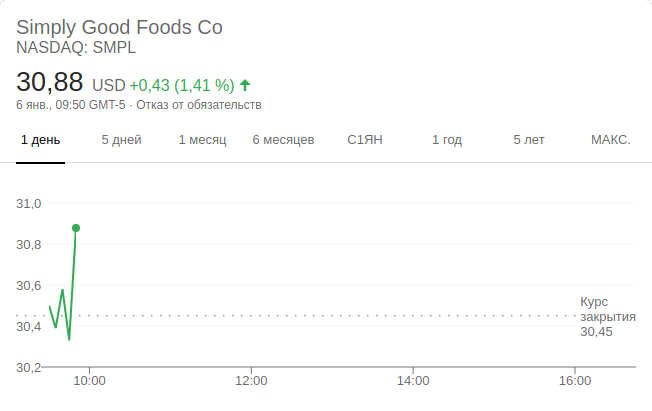 Simply Good Foods Co
NASDAQ: SMPL
30,88 USD +0,43 (1,41 %)
6 янв., 09:50 GMT-5 · Отказ от обязательств
1 день 5 дней 1 месяц 6 месяцев С1ЯН 1 год 5 лет МАКС.
31,0
30,8
30,6
30,4
30,2
Курс
закрытия
30,45
10:00 12:00 14:00 16:00